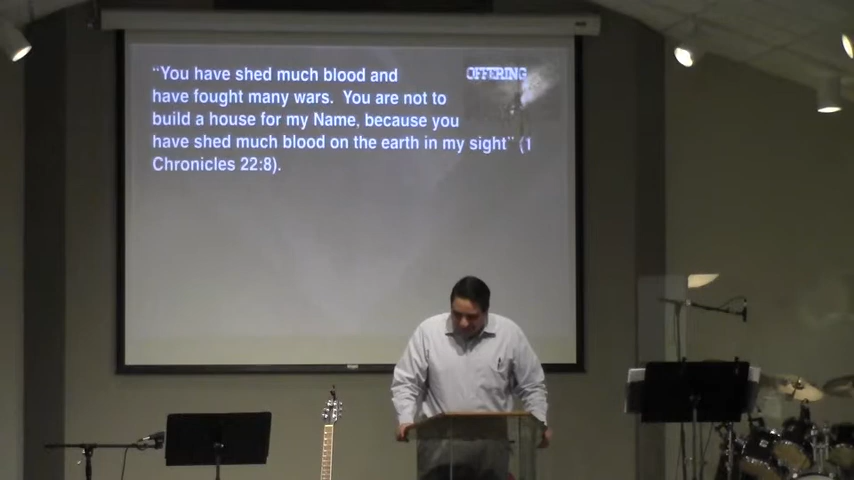 "You have shed much blood and
have fought many wars. You are not to
build a house for my Name, because you
have shed much blood on the earth in my sight" (1
Chronicles 22:8).
OFFERING